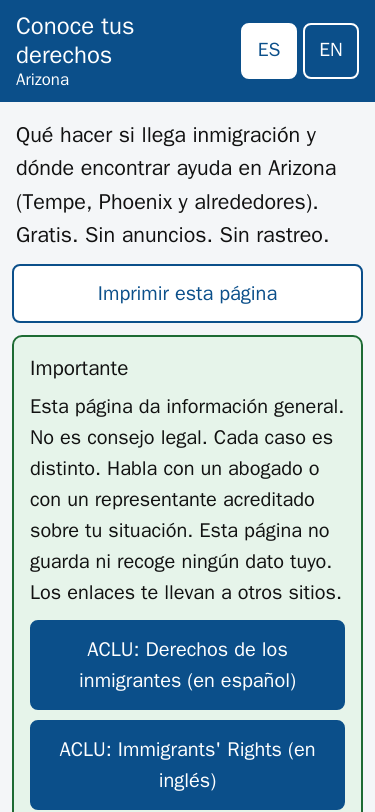 Conoce tus
derechos
Arizona
ES
EN
Qué hacer si llega inmigración y
dónde encontrar ayuda en Arizona
(Tempe, Phoenix y alrededores).
Gratis. Sin anuncios. Sin rastreo.
Imprimir esta página
Importante
Esta página da información general.
No es consejo legal. Cada caso es
distinto. Habla con un abogado o
con un representante acreditado
sobre tu situación. Esta página no
guarda ni recoge ningún dato tuyo.
Los enlaces te llevan a otros sitios.
ACLU: Derechos de los
inmigrantes (en español)
ACLU: Immigrants' Rights (en
inglés)